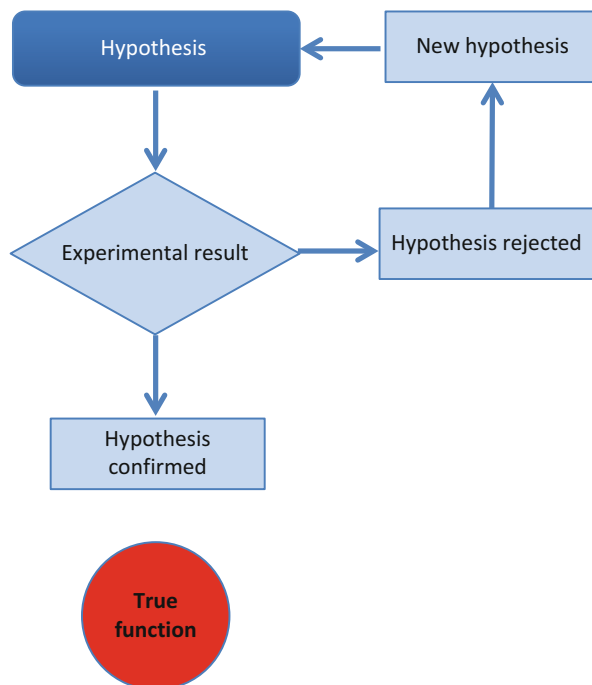 Hypothesis
New hypothesis
Experimental result
Hypothesis rejected
Hypothesis
confirmed
True
function